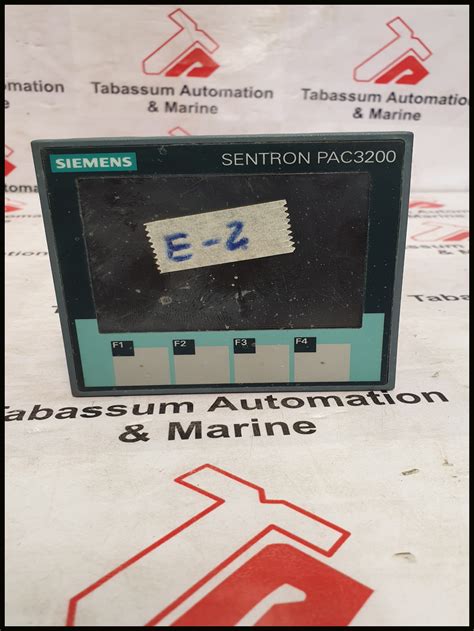 Tabassum Automation
& Marine
Tabassum Automation
& Marine
SIEMENS
SENTRON PAC3200
E-2
F1
F2
F3
F4
Tabassum Automation
& Marine